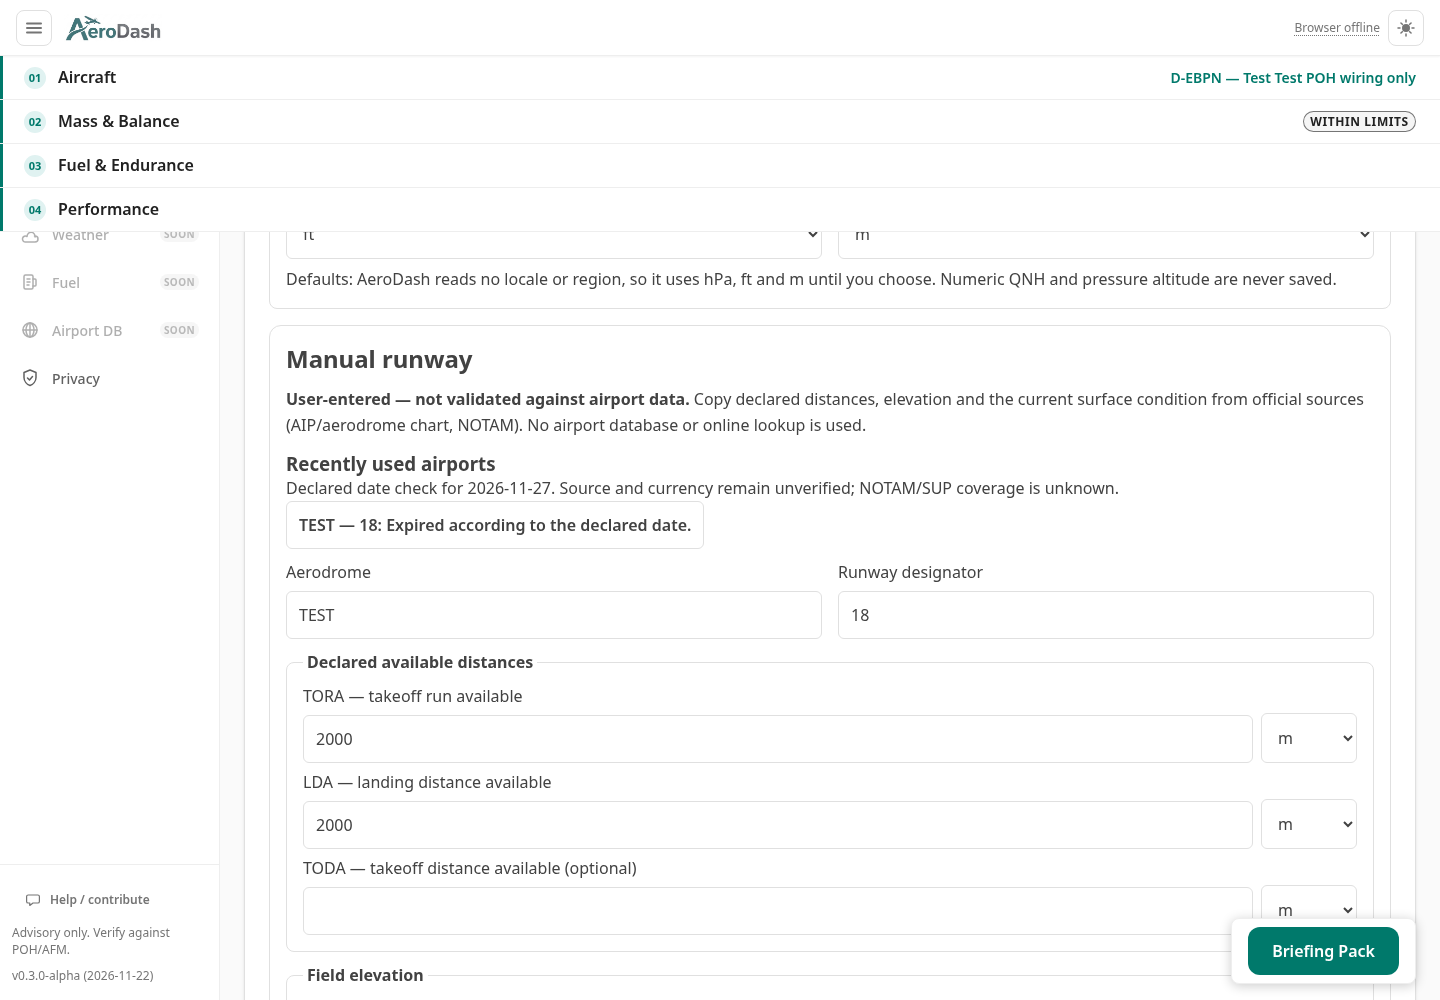 AeroDash
Browser offline
01 Aircraft
D-EBPN — Test Test POH wiring only
02 Mass & Balance
WITHIN LIMITS
03 Fuel & Endurance
04 Performance
Weather SOON
Fuel SOON
Airport DB SOON
Privacy
Help / contribute
Advisory only. Verify against
POH/AFM.
v0.3.0-alpha (2026-11-22)
ft
m
Defaults: AeroDash reads no locale or region, so it uses hPa, ft and m until you choose. Numeric QNH and pressure altitude are never saved.
Manual runway
User-entered — not validated against airport data. Copy declared distances, elevation and the current surface condition from official sources
(AIP/aerodrome chart, NOTAM). No airport database or online lookup is used.
Recently used airports
Declared date check for 2026-11-27. Source and currency remain unverified; NOTAM/SUP coverage is unknown.
TEST — 18: Expired according to the declared date.
Aerodrome
Runway designator
TEST
18
Declared available distances
TORA — takeoff run available
2000
m
LDA — landing distance available
2000
m
TODA — takeoff distance available (optional)
m
Briefing Pack
Field elevation